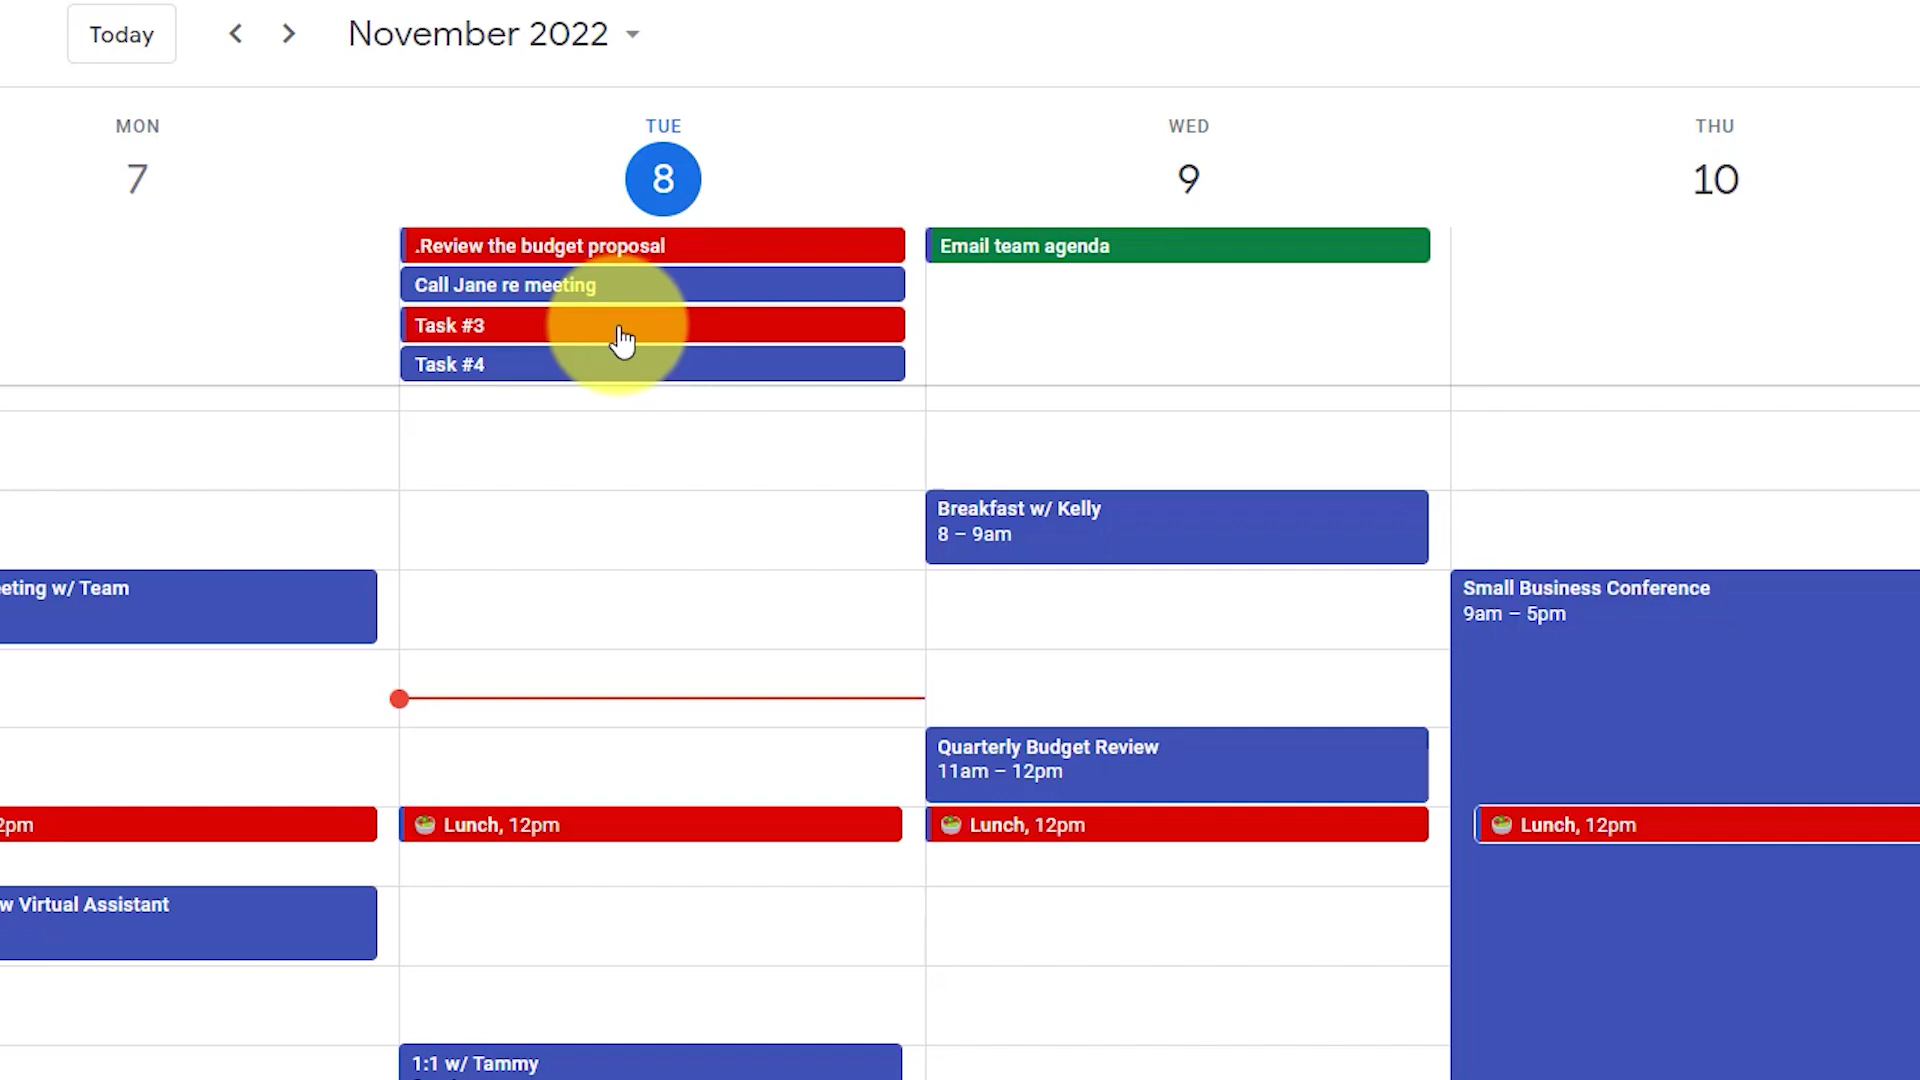 Today
November 2022
MON
TUE
WED
THU
7
8
9
10
.Review the budget proposal
Call Jane re meeting
Task #3
Task #4
Email team agenda
Breakfast w/ Kelly
8 – 9am
eting w/ Team
Small Business Conference
9am – 5pm
Quarterly Budget Review
11am – 12pm
2pm
Lunch, 12pm
Lunch, 12pm
Lunch, 12pm
w Virtual Assistant
1:1 w/ Tammy